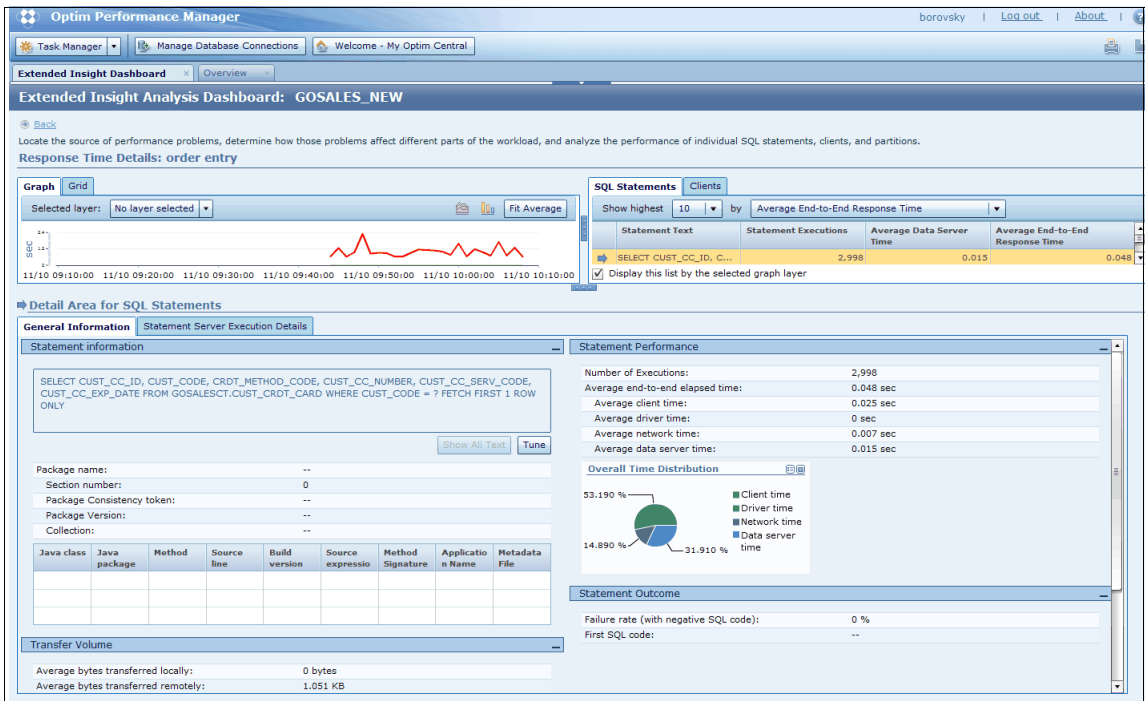 Optim Performance Manager
borovsky | Log out | About |
Task Manager
Manage Database Connections
Welcome - My Optim Central
Extended Insight Dashboard
Overview
Extended Insight Analysis Dashboard: GOSALES_NEW
Back
Locate the source of performance problems, determine how those problems affect different parts of the workload, and analyze the performance of individual SQL statements, clients, and partitions.
Response Time Details: order entry
Graph Grid
Selected layer: No layer selected
Fit Average
sec
11/10 09:10:00 11/10 09:20:00 11/10 09:30:00 11/10 09:40:00 11/10 09:50:00 11/10 10:00:00 11/10 10:10:00
SQL Statements Clients
Show highest 10 by Average End-to-End Response Time
Statement Text Statement Executions Average Data Server Time Average End-to-End Response Time
SELECT CUST_CC_ID, C... 2,998 0.015 0.048
Display this list by the selected graph layer
Detail Area for SQL Statements
General Information Statement Server Execution Details
Statement information
SELECT CUST_CC_ID, CUST_CODE, CRDT_METHOD_CODE, CUST_CC_NUMBER, CUST_CC_SERV_CODE,
CUST_CC_EXP_DATE FROM GOSALESCT.CUST_CRDT_CARD WHERE CUST_CODE = ? FETCH FIRST 1 ROW
ONLY
Show All Text Tune
Package name: --
Section number: 0
Package Consistency token: --
Package Version: --
Collection: --
Java class Java package Method Source line Build version Source expressio Method Signature Applicatio n Name Metadata File
Transfer Volume
Average bytes transferred locally: 0 bytes
Average bytes transferred remotely: 1.051 KB
Statement Performance
Number of Executions: 2,998
Average end-to-end elapsed time: 0.048 sec
Average client time: 0.025 sec
Average driver time: 0 sec
Average network time: 0.007 sec
Average data server time: 0.015 sec
Overall Time Distribution
53.190 %
14.890 %
31.910 %
Client time
Driver time
Network time
Data server
time
Statement Outcome
Failure rate (with negative SQL code): 0 %
First SQL code: --